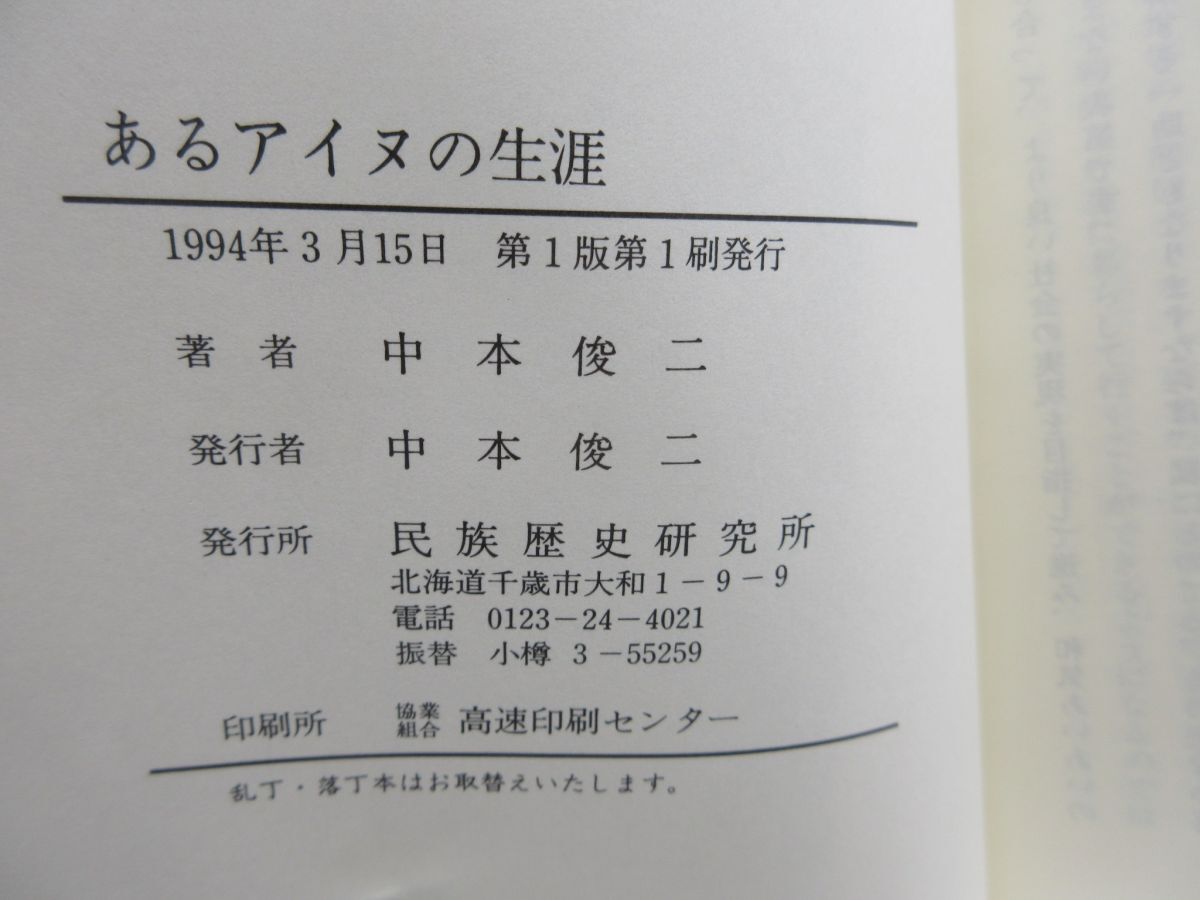 あるアイヌの生涯
1994年3月15日 第1版第1刷発行
著者 中本俊二
発行者 中本俊二
発行所 民族歴史研究所
北海道千歳市大和1－9－9
電話 0123－24－4021
振替 小樽 3－55259
印刷所 協業組合 高速印刷センター
乱丁・落丁本はお取替えいたします。